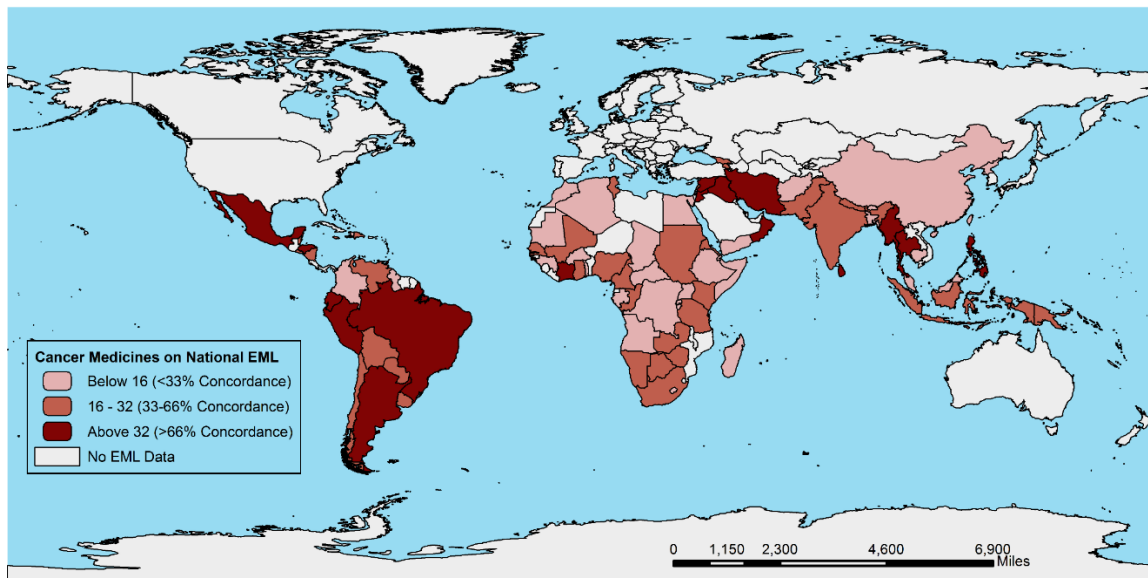 Cancer Medicines on National EML
Below 16 (<33% Concordance)
16 - 32 (33-66% Concordance)
Above 32 (>66% Concordance)
No EML Data
0 1,150 2,300 4,600 6,900
Miles